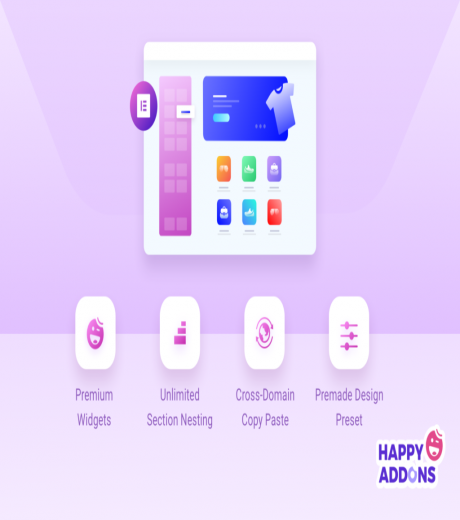 Premium
Widgets
Unlimited
Section Nesting
Cross-Domain
Copy Paste
Premade Design
Preset
HAPPY
ADDONS